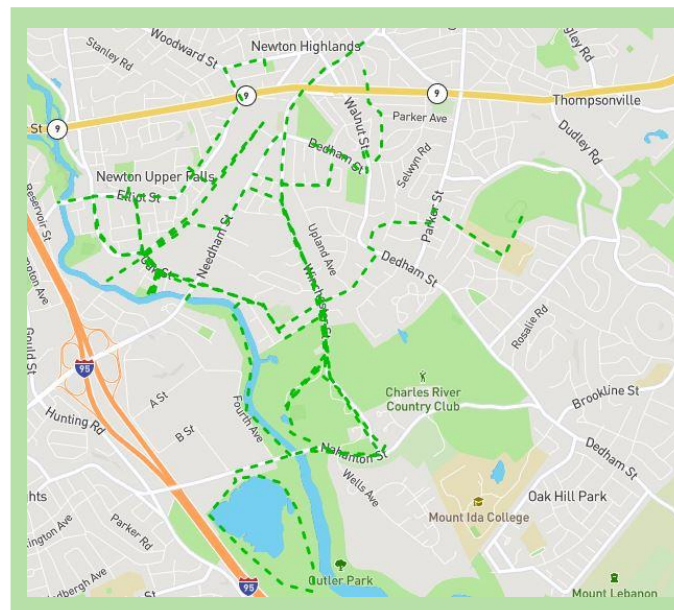 Woodward St
Newton Highlands
Stanley Rd
9
9
Thompsonville
Walnut St
Parker Ave
St
9
Dudley Rd
Dedham St
Selwyn Rd
Newton Upper Falls
Elliot St
Parker St
Reservoir St
Needham St
Upland Ave
Dedham St
Winchester St
Rosalie Rd
Gould St
95
Charles River
Country Club
A St
Brookline St
Hunting Rd
B St
Fourth Ave
Nahanton St
Dedham St
Wells Ave
Oak Hill Park
Mount Ida College
Parker Rd
95
Cutler Park
Mount Lebanon